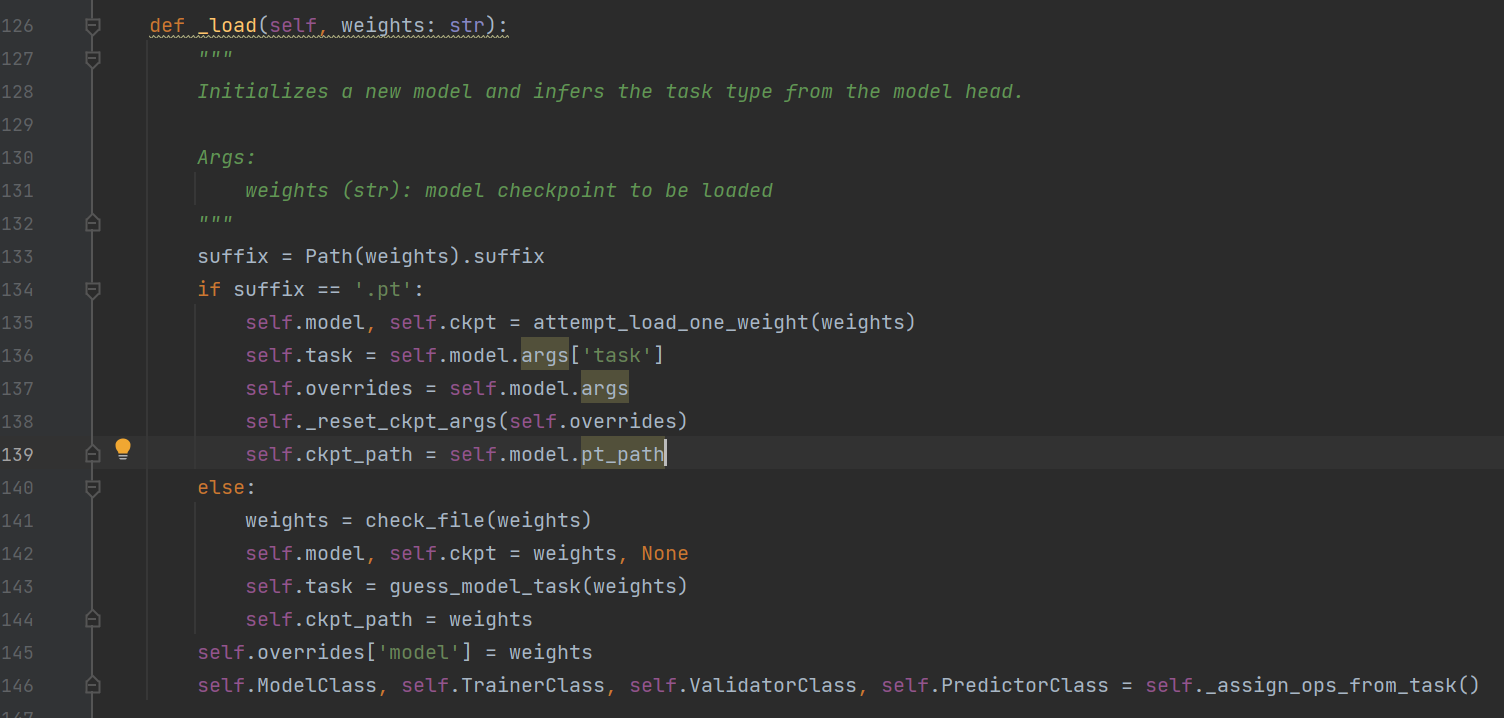 126 def _load(self, weights: str):
127 """
128 Initializes a new model and infers the task type from the model head.
129
130 Args:
131 weights (str): model checkpoint to be loaded
132 """
133 suffix = Path(weights).suffix
134 if suffix == '.pt':
135 self.model, self.ckpt = attempt_load_one_weight(weights)
136 self.task = self.model.args['task']
137 self.overrides = self.model.args
138 self._reset_ckpt_args(self.overrides)
139 self.ckpt_path = self.model.pt_path
140 else:
141 weights = check_file(weights)
142 self.model, self.ckpt = weights, None
143 self.task = guess_model_task(weights)
144 self.ckpt_path = weights
145 self.overrides['model'] = weights
146 self.ModelClass, self.TrainerClass, self.ValidatorClass, self.PredictorClass = self._assign_ops_from_task()
147